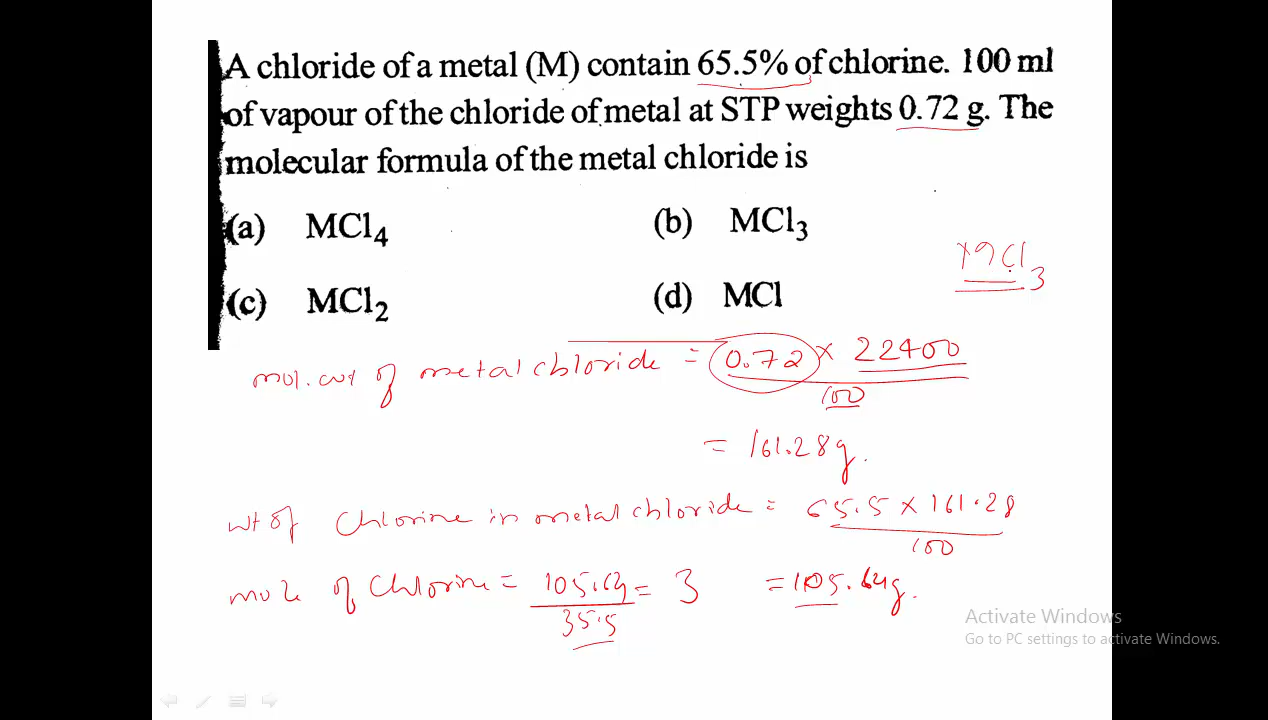 A chloride of a metal (M) contain 65.5% of chlorine. 100 ml
of vapour of the chloride of metal at STP weights 0.72 g. The
molecular formula of the metal chloride is
(a) MCl4 (b) MCl3
(c) MCl2 (d) MCl
MCl3
mol. wt of metal chloride = 0.72 × 22400
100
= 161.28g.
wt of Chlorine in metal chloride = 65.5 × 161.28
100
mole of Chlorine = 105.69 = 3 = 105.64g.
35.5
Activate Windows
Go to PC settings to activate Windows.